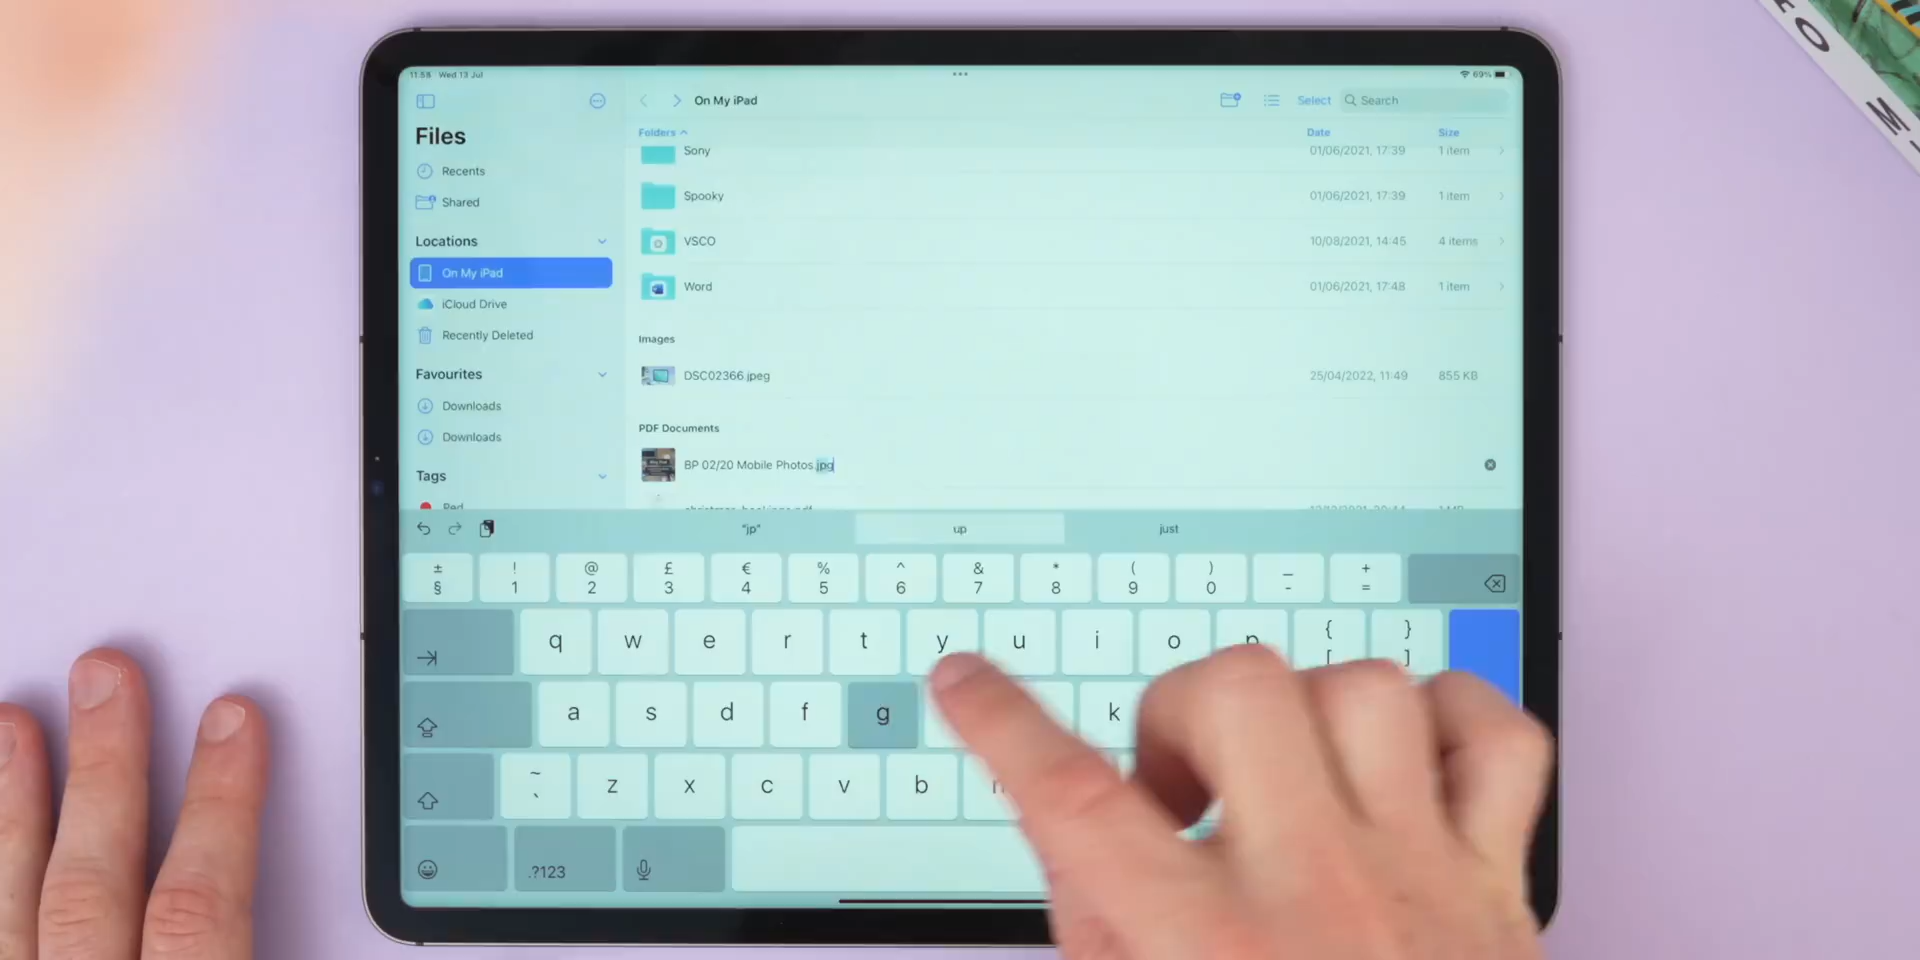 11:58 Wed 13 Jul
69%
Files
Recents
Shared
Locations
On My iPad
iCloud Drive
Recently Deleted
Favourites
Downloads
Downloads
Tags
Red
On My iPad
Select
Search
Folders
Date
Size
Sony
01/06/2021, 17:39
1 item
Spooky
01/06/2021, 17:39
1 item
VSCO
10/08/2021, 14:45
4 items
Word
01/06/2021, 17:48
1 item
Images
DSC02366.jpeg
25/04/2022, 11:49
855 KB
PDF Documents
BP 02/20 Mobile Photos.jpg
"jp"
up
just
± ! @ £ € % ^ & * ( ) _ +
§ 1 2 3 4 5 6 7 8 9 0 - =
q w e r t y u i o p { }
[ ]
a s d f g k
~ z x c v b n
`
.?123